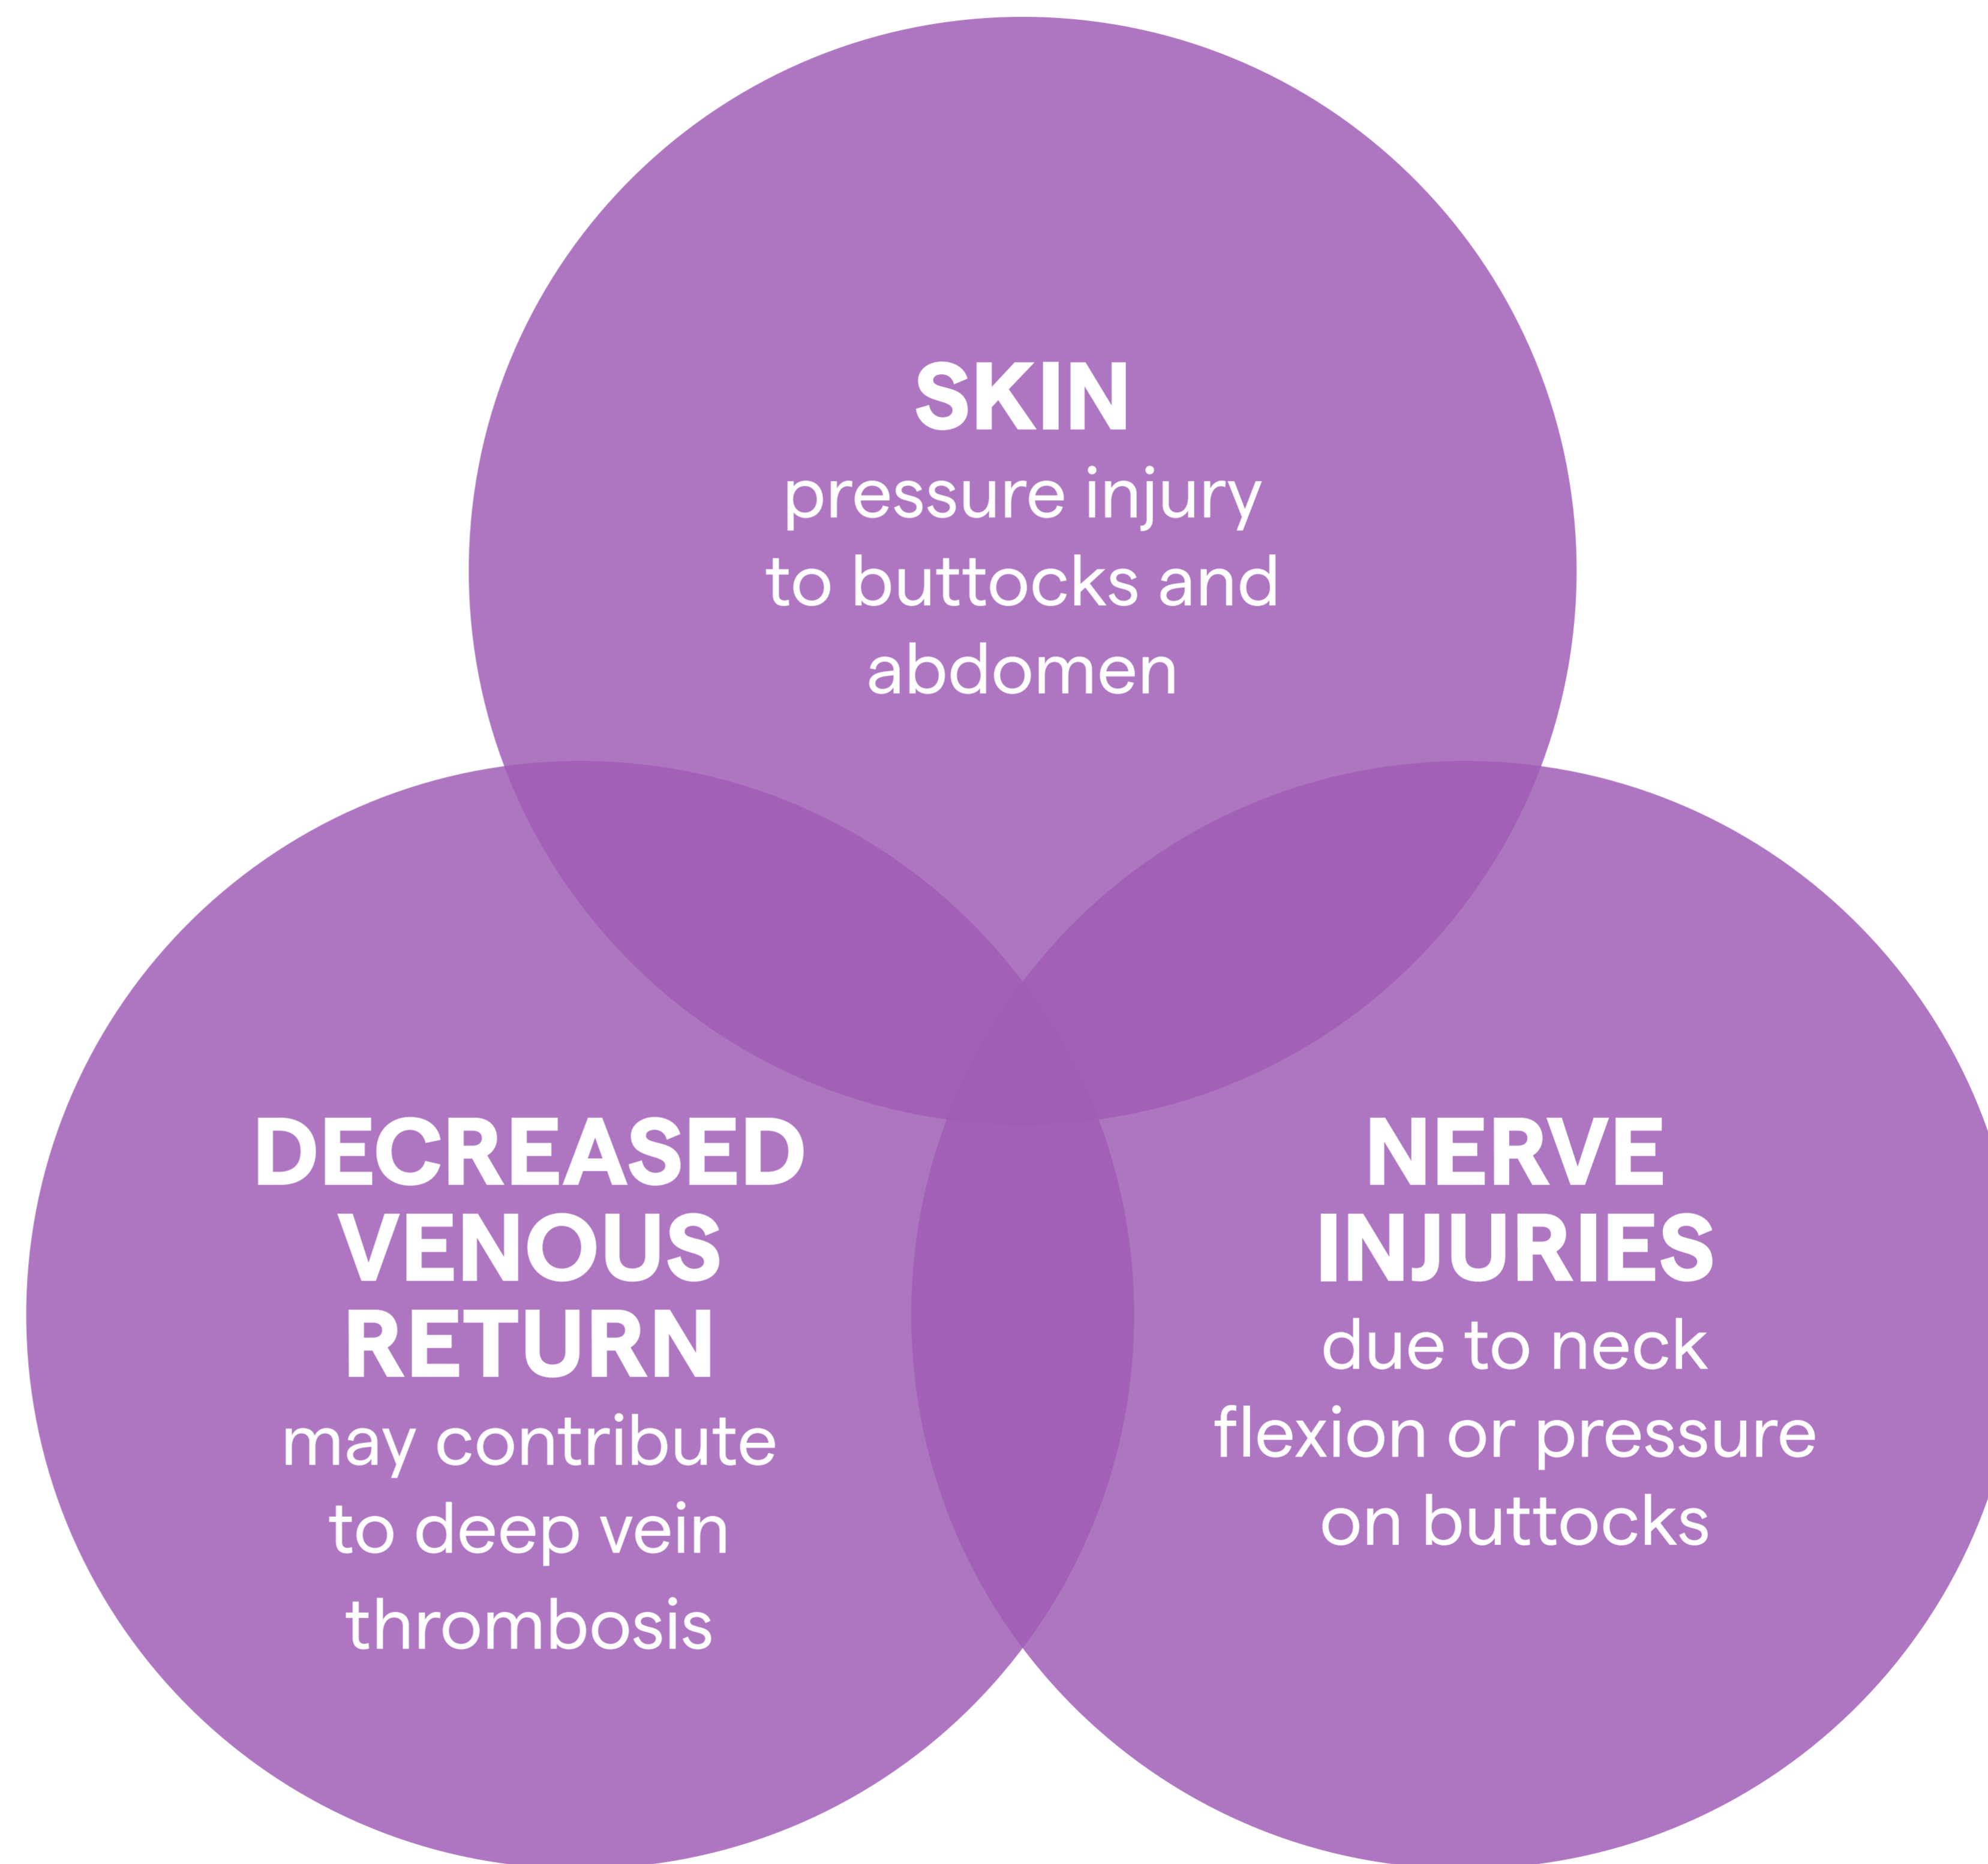 SKIN
pressure injury
to buttocks and
abdomen
DECREASED
VENOUS
RETURN
may contribute
to deep vein
thrombosis
NERVE
INJURIES
due to neck
flexion or pressure
on buttocks